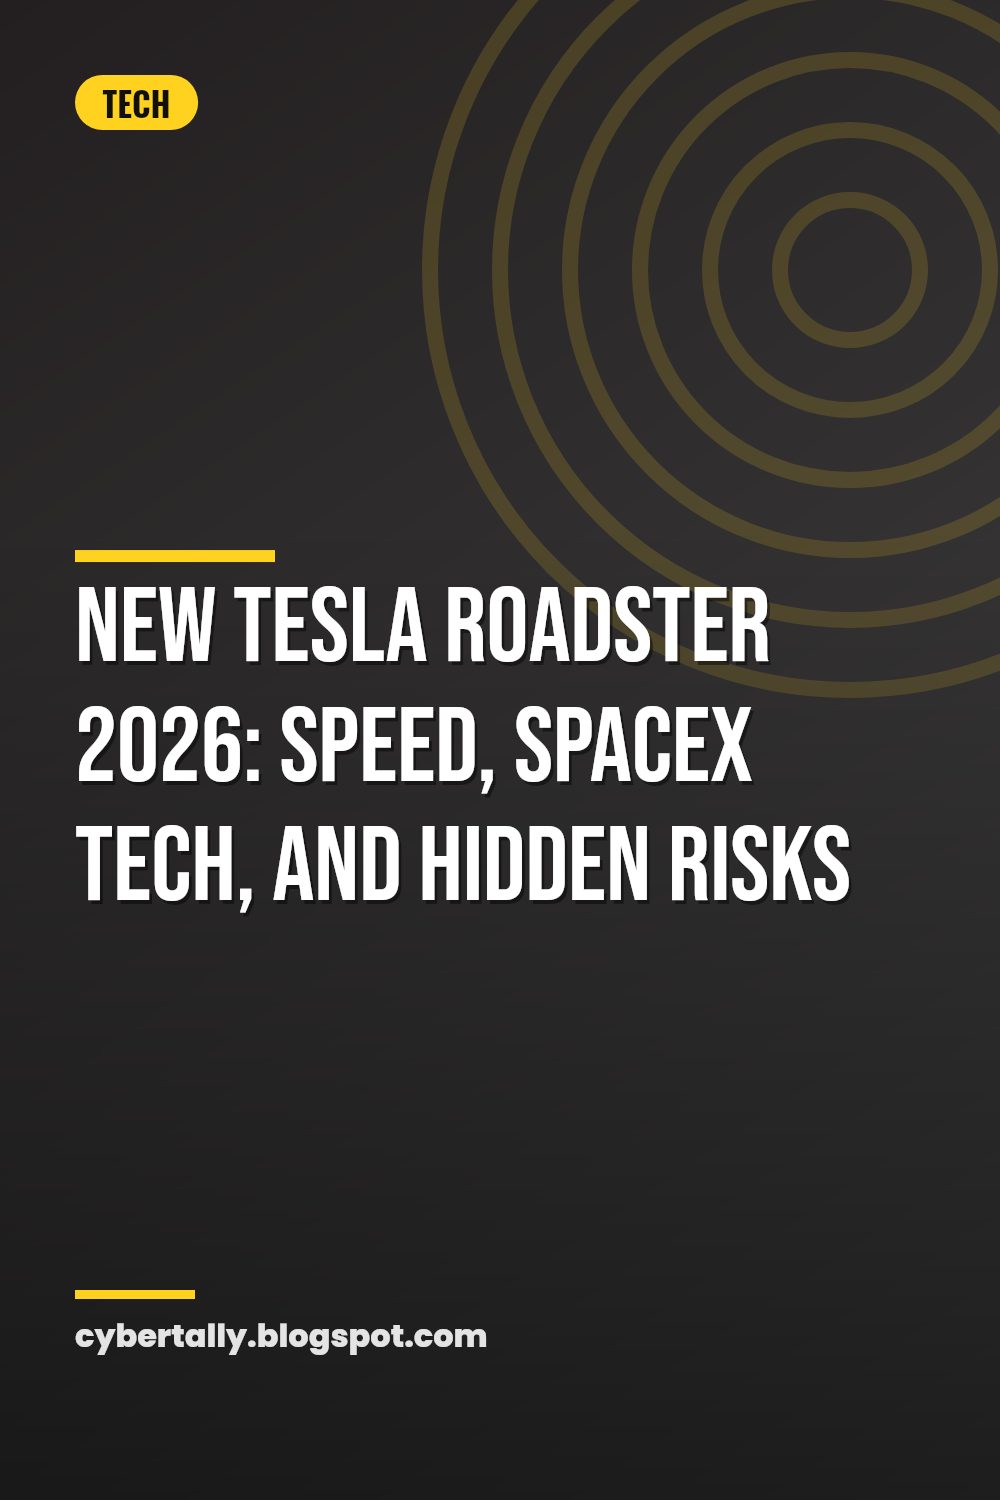 TECH
NEW TESLA ROADSTER
2026: SPEED, SPACEX
TECH, AND HIDDEN RISKS
cybertally.blogspot.com